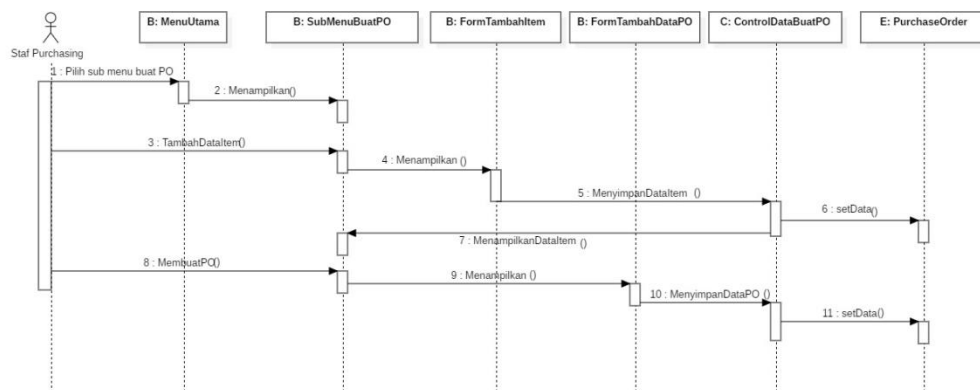 B: MenuUtama
B: SubMenuBuatPO
B: FormTambahItem
B: FormTambahDataPO
C: ControlDataBuatPO
E: PurchaseOrder
Staf Purchasing
1 : Pilih sub menu buat PO
2 : Menampilkan()
3 : TambahDataItem()
4 : Menampilkan ()
5 : MenyimpanDataItem ()
6 : setData()
7 : MenampilkanDataItem ()
8 : MembuatPO()
9 : Menampilkan ()
10 : MenyimpanDataPO ()
11 : setData()